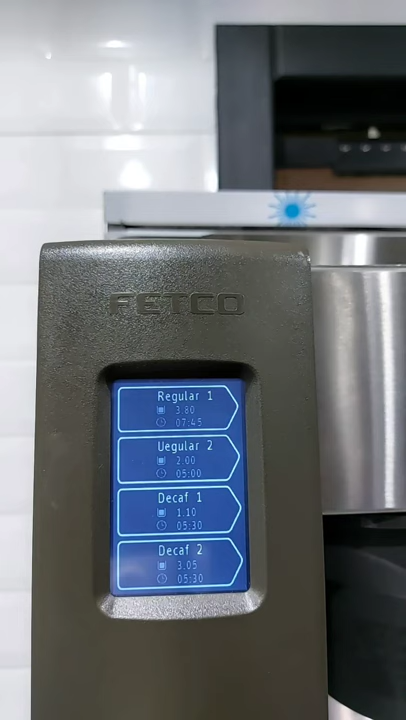 FETCO
Regular 1
3.80
07:45
Uegular 2
2.00
05:00
Decaf 1
1.10
05:30
Decaf 2
3.05
05:30